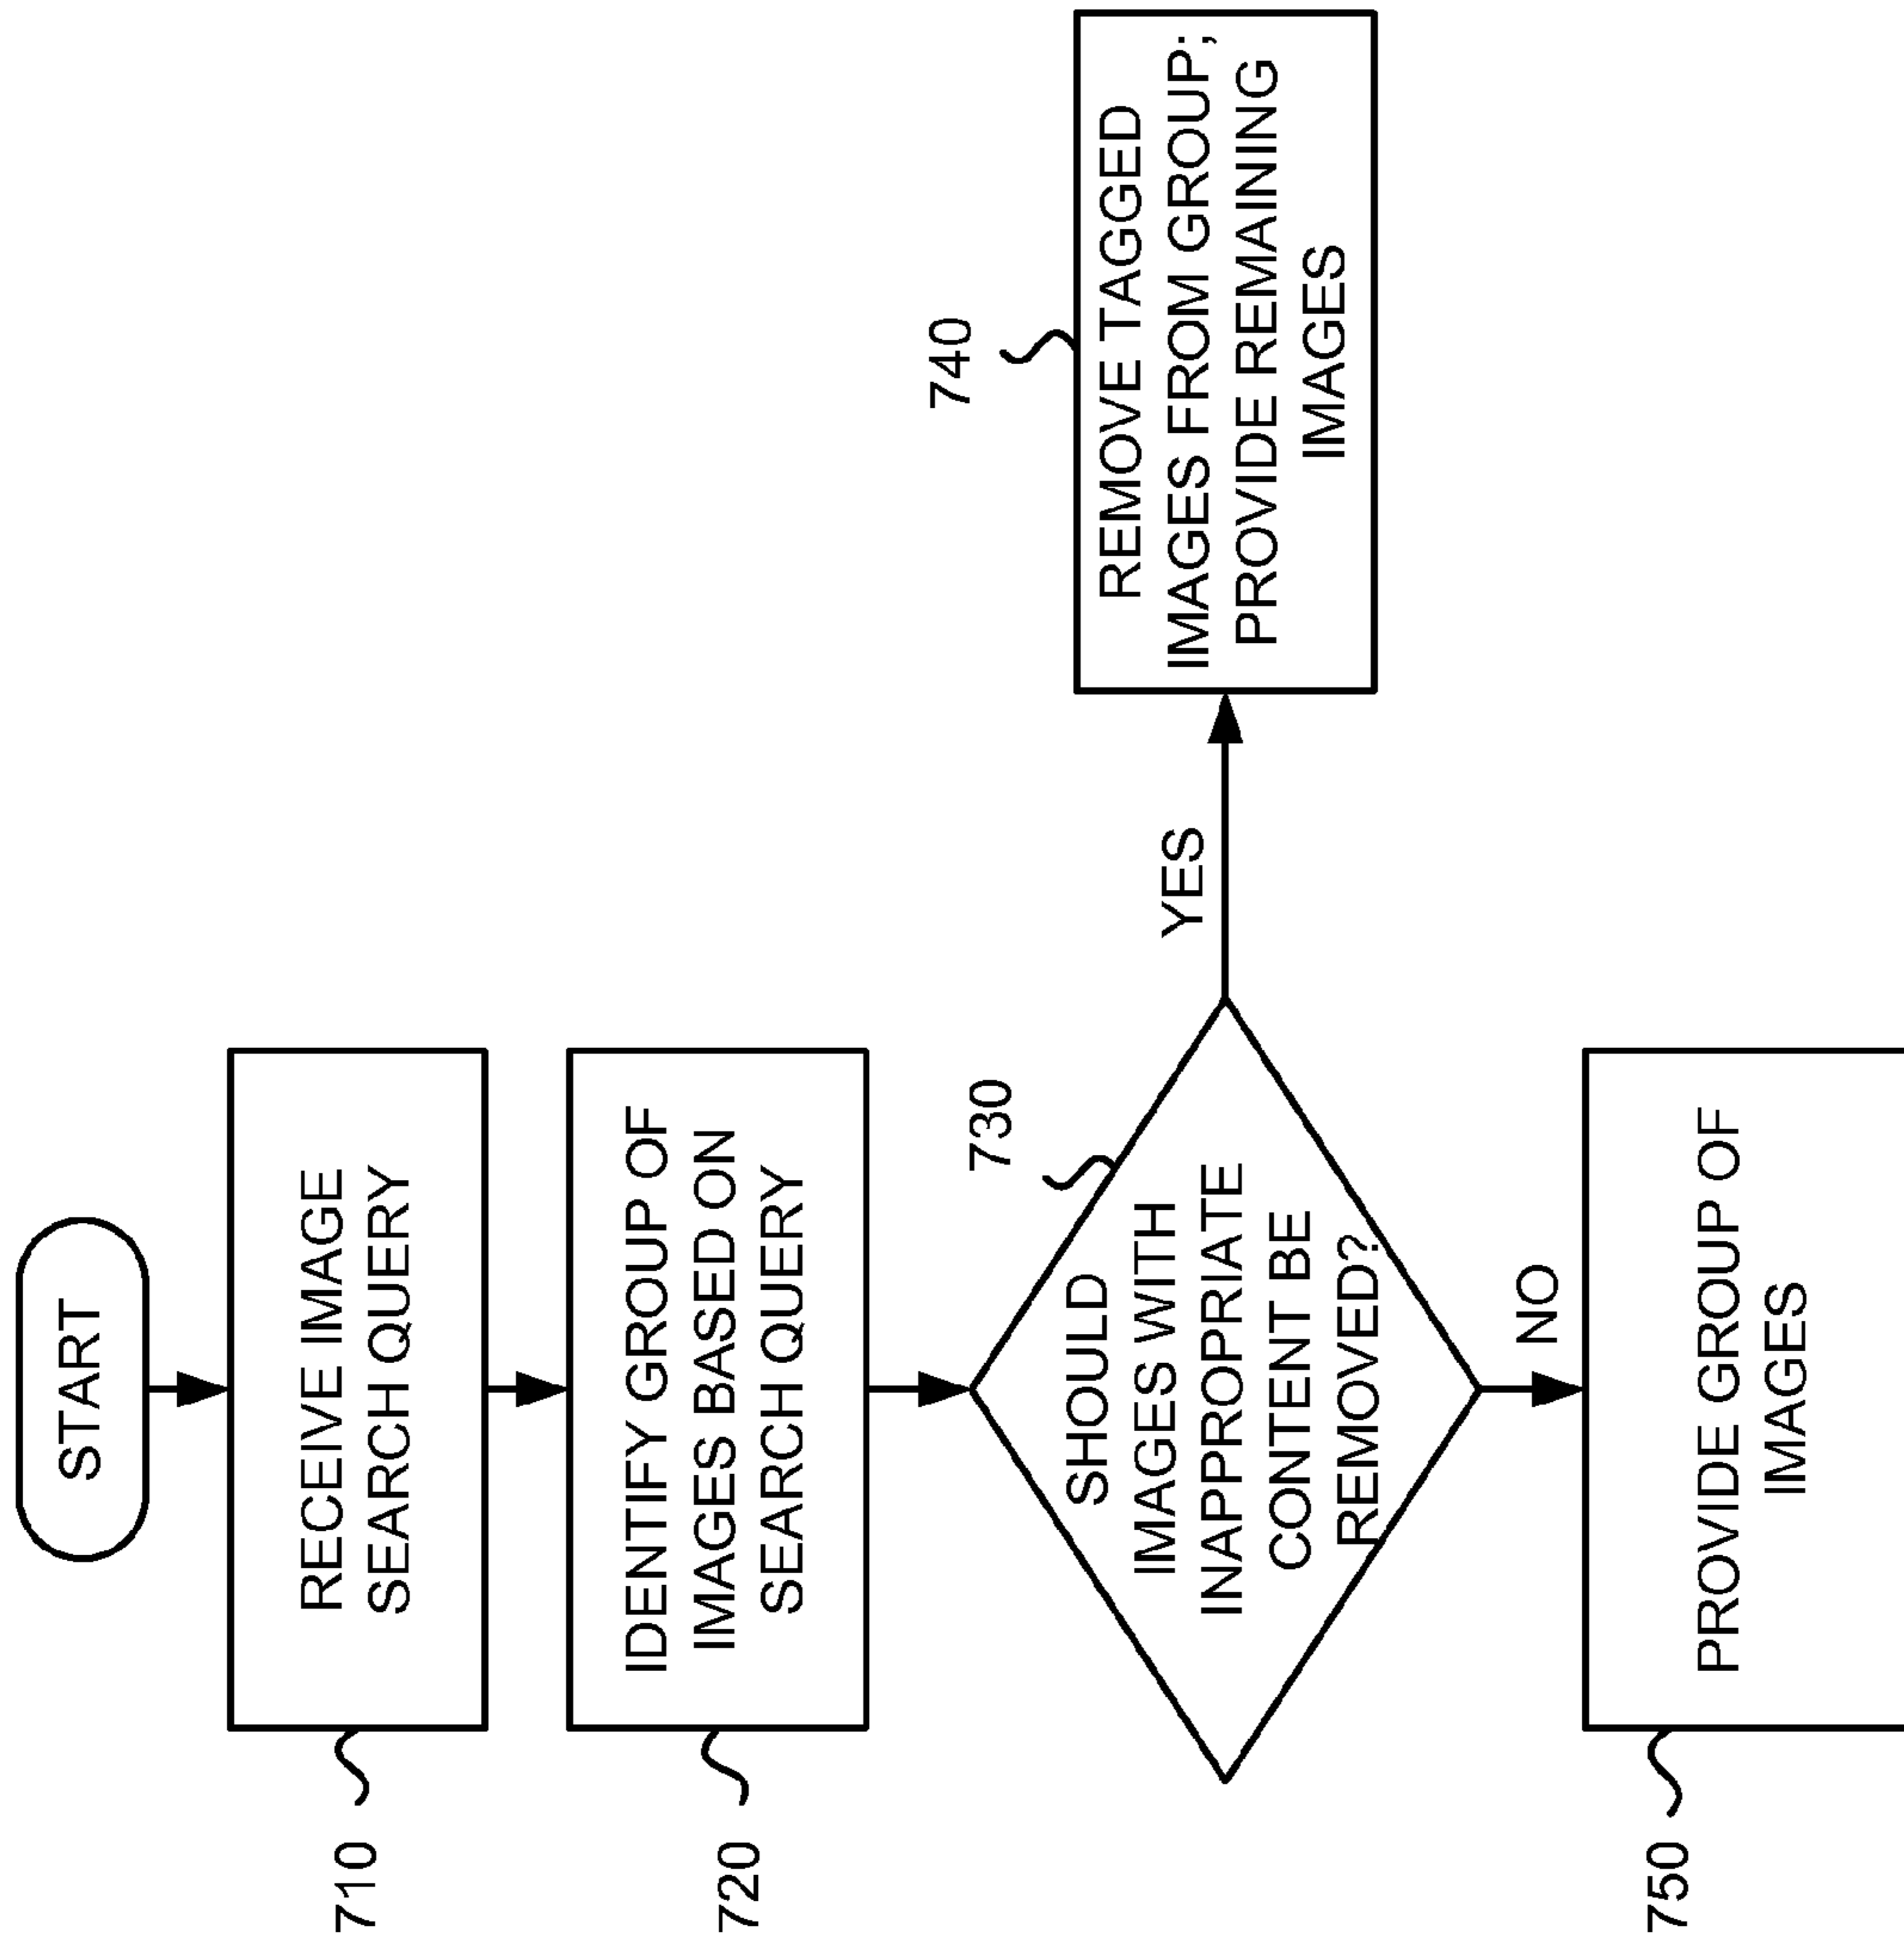 START
710
RECEIVE IMAGE
SEARCH QUERY
720
IDENTIFY GROUP OF
IMAGES BASED ON
SEARCH QUERY
730
SHOULD
IMAGES WITH
INAPPROPRIATE
CONTENT BE
REMOVED?
YES
740
REMOVE TAGGED
IMAGES FROM GROUP;
PROVIDE REMAINING
IMAGES
NO
750
PROVIDE GROUP OF
IMAGES